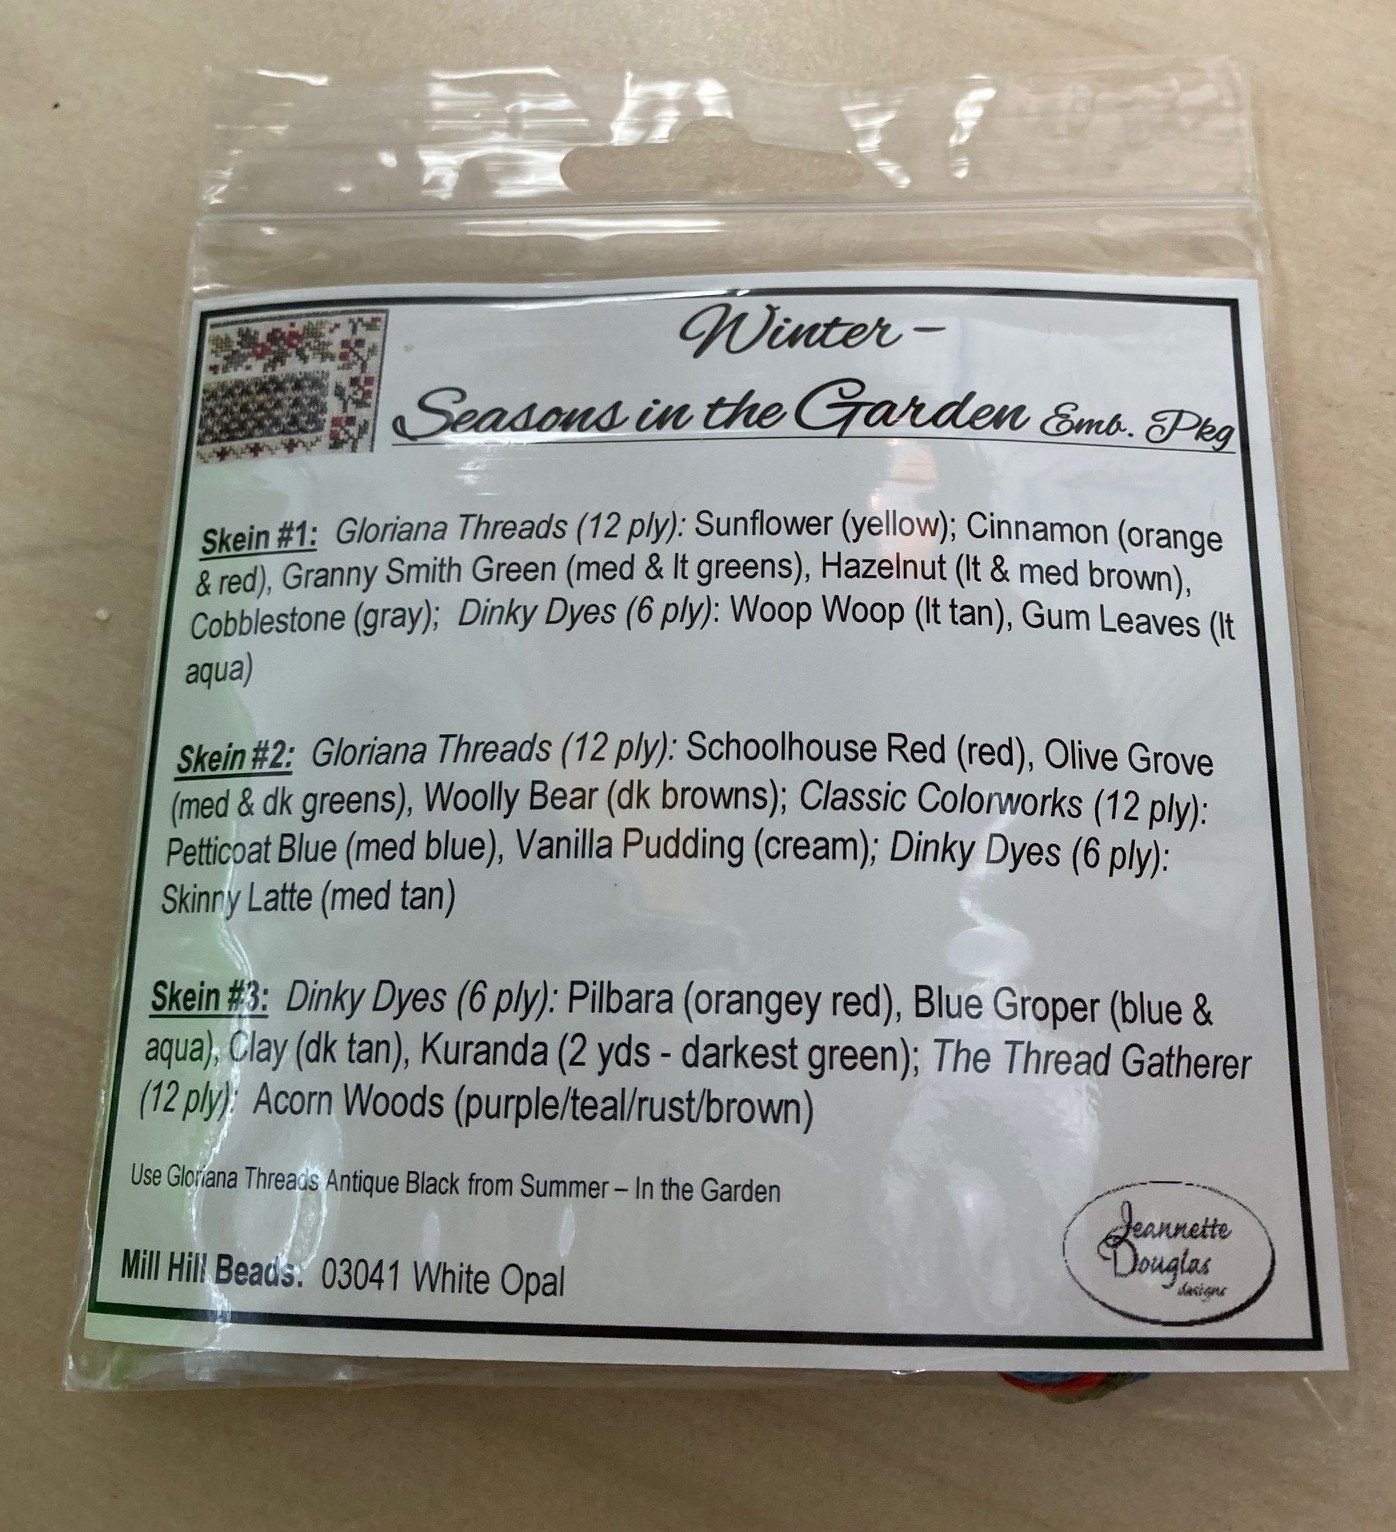 Winter –
Seasons in the Garden Emb. Pkg
Skein #1: Gloriana Threads (12 ply): Sunflower (yellow); Cinnamon (orange
& red), Granny Smith Green (med & lt greens), Hazelnut (lt & med brown),
Cobblestone (gray); Dinky Dyes (6 ply): Woop Woop (lt tan), Gum Leaves (lt
aqua)
Skein #2: Gloriana Threads (12 ply): Schoolhouse Red (red), Olive Grove
(med & dk greens), Woolly Bear (dk browns); Classic Colorworks (12 ply):
Petticoat Blue (med blue), Vanilla Pudding (cream); Dinky Dyes (6 ply):
Skinny Latte (med tan)
Skein #3: Dinky Dyes (6 ply): Pilbara (orangey red), Blue Groper (blue &
aqua), Clay (dk tan), Kuranda (2 yds - darkest green); The Thread Gatherer
(12 ply): Acorn Woods (purple/teal/rust/brown)
Use Gloriana Threads Antique Black from Summer – In the Garden
Mill Hill Beads: 03041 White Opal
Jeannette
Douglas
designs